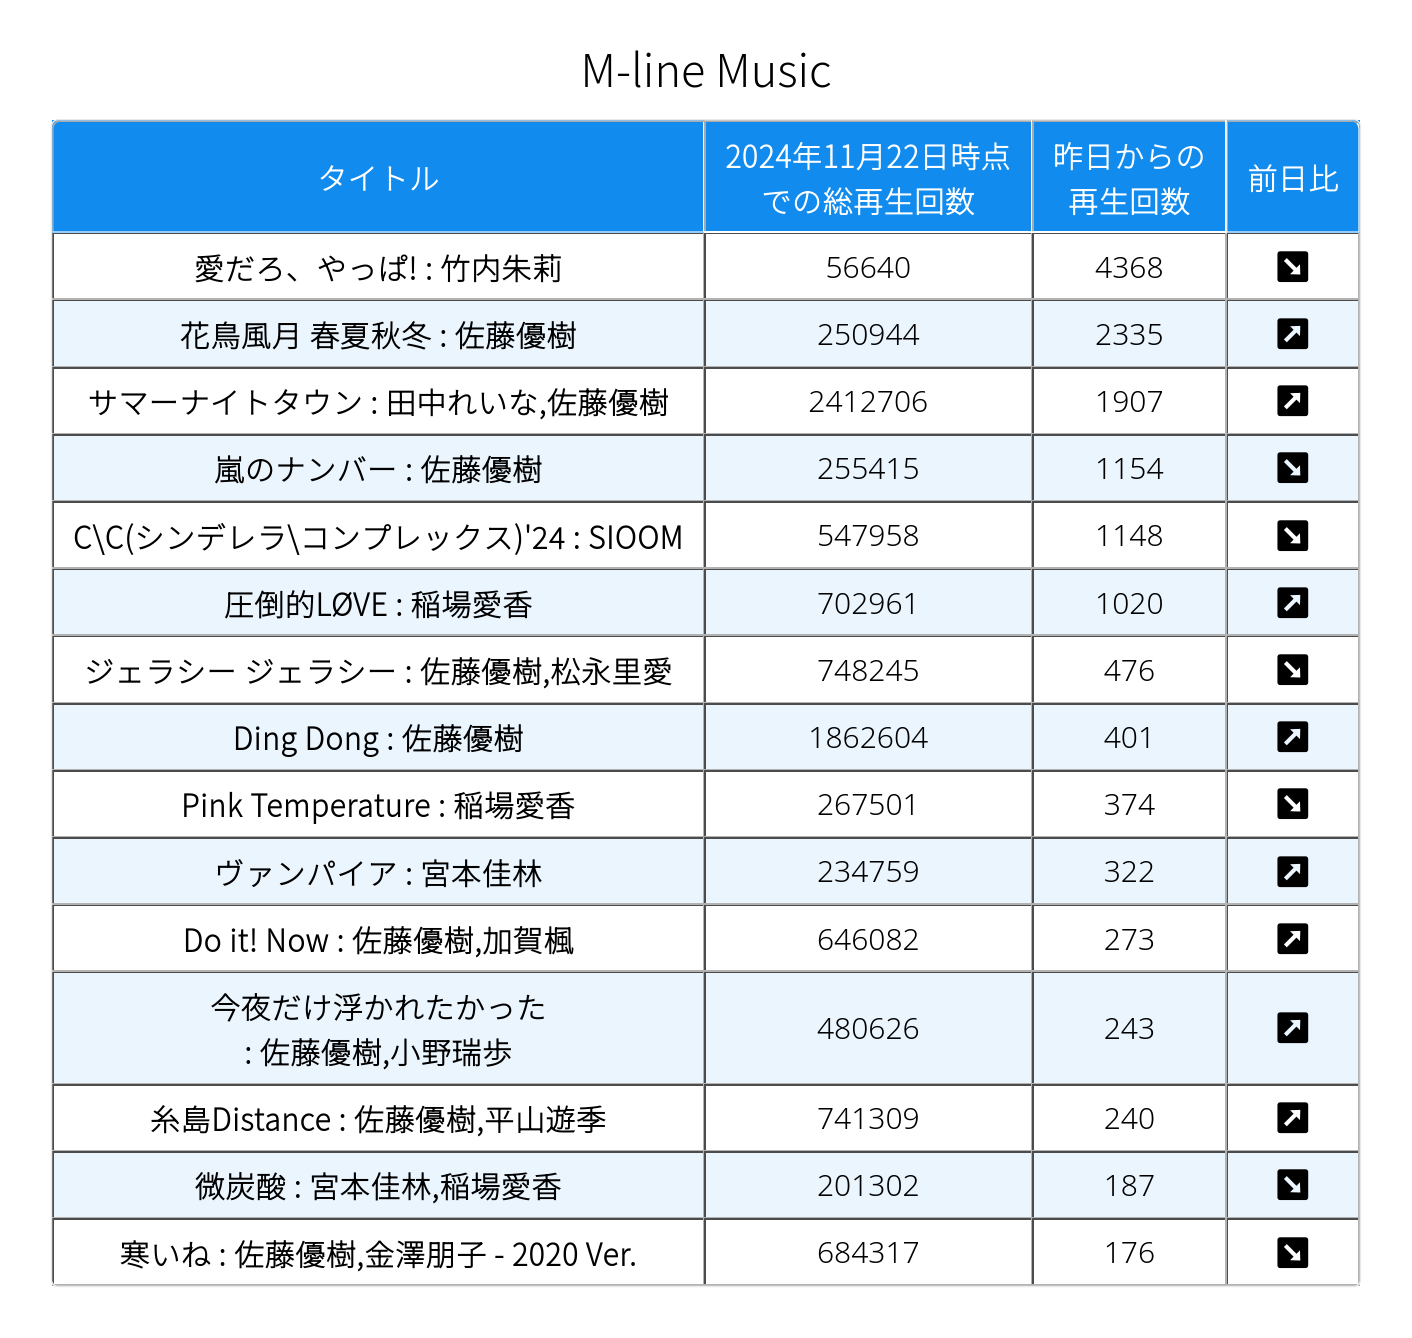 M-line Music
タイトル
2024年11月22日時点
での総再生回数
昨日からの
再生回数
前日比
愛だろ、やっぱ! : 竹内朱莉 56640 4368
花鳥風月 春夏秋冬 : 佐藤優樹 250944 2335
サマーナイトタウン : 田中れいな,佐藤優樹 2412706 1907
嵐のナンバー : 佐藤優樹 255415 1154
C\C(シンデレラ\コンプレックス)'24 : SIOOM 547958 1148
圧倒的LØVE : 稲場愛香 702961 1020
ジェラシー ジェラシー : 佐藤優樹,松永里愛 748245 476
Ding Dong : 佐藤優樹 1862604 401
Pink Temperature : 稲場愛香 267501 374
ヴァンパイア : 宮本佳林 234759 322
Do it! Now : 佐藤優樹,加賀楓 646082 273
今夜だけ浮かれたかった
: 佐藤優樹,小野瑞歩 480626 243
糸島Distance : 佐藤優樹,平山遊季 741309 240
微炭酸 : 宮本佳林,稲場愛香 201302 187
寒いね : 佐藤優樹,金澤朋子 - 2020 Ver. 684317 176